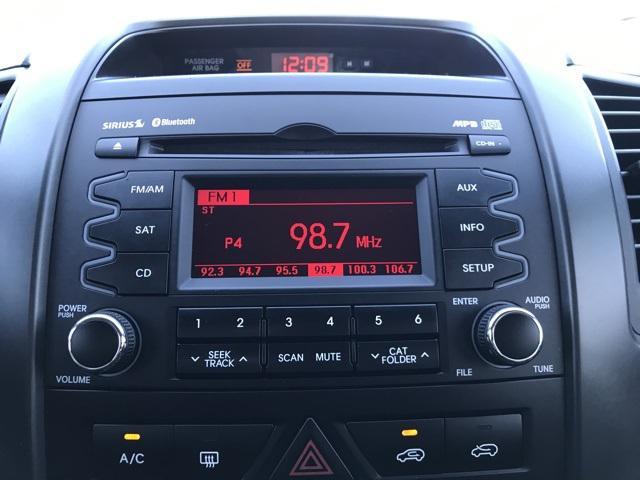 PASSENGER
AIR BAG
OFF
12:09
H M
SIRIUS
Bluetooth
MP3
CD-IN
FM/AM
SAT
CD
FM1
ST
P4 98.7 MHz
92.3 94.7 95.5 98.7 100.3 106.7
AUX
INFO
SETUP
POWER
PUSH
VOLUME
1 2 3 4 5 6
SEEK
TRACK
SCAN MUTE
CAT
FOLDER
ENTER
AUDIO
PUSH
FILE
TUNE
A/C